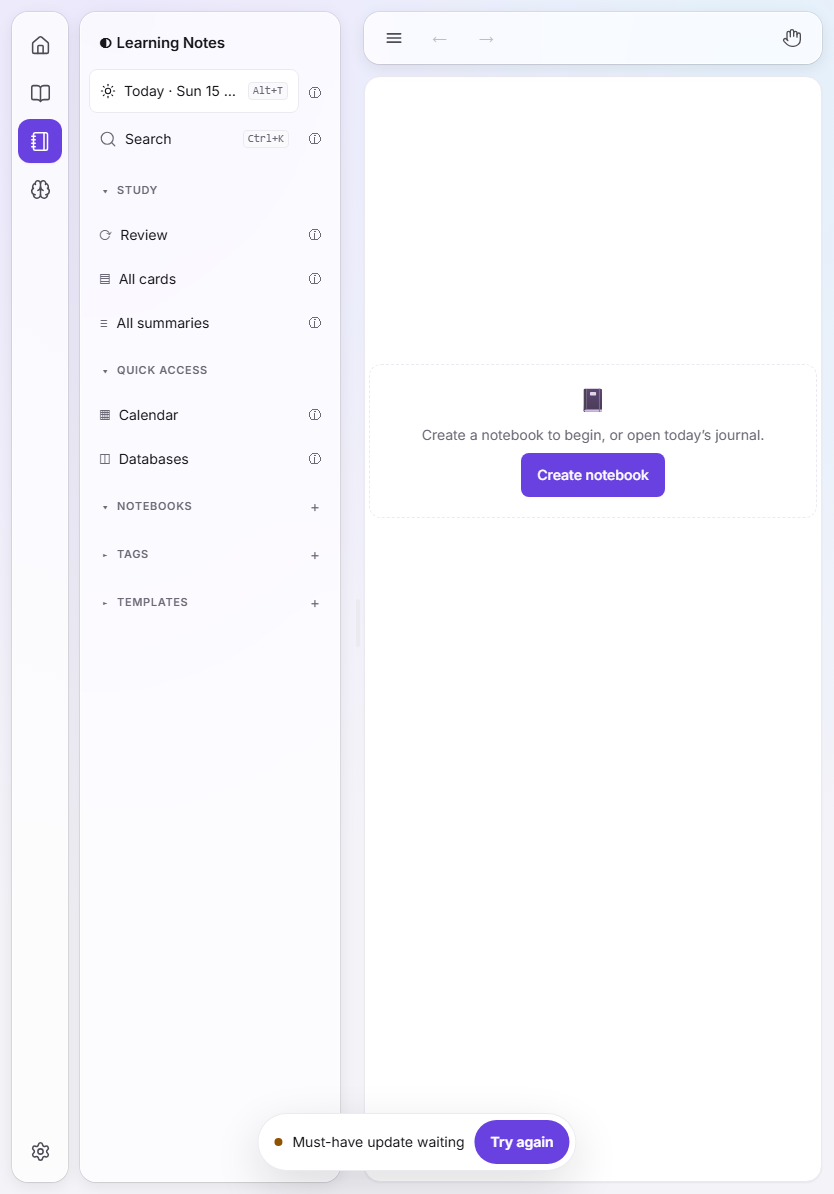 Learning Notes
Today · Sun 15 ... Alt+T
Search Ctrl+K
STUDY
Review
All cards
All summaries
QUICK ACCESS
Calendar
Databases
NOTEBOOKS +
TAGS +
TEMPLATES +
Create a notebook to begin, or open today’s journal.
Create notebook
Must-have update waiting Try again